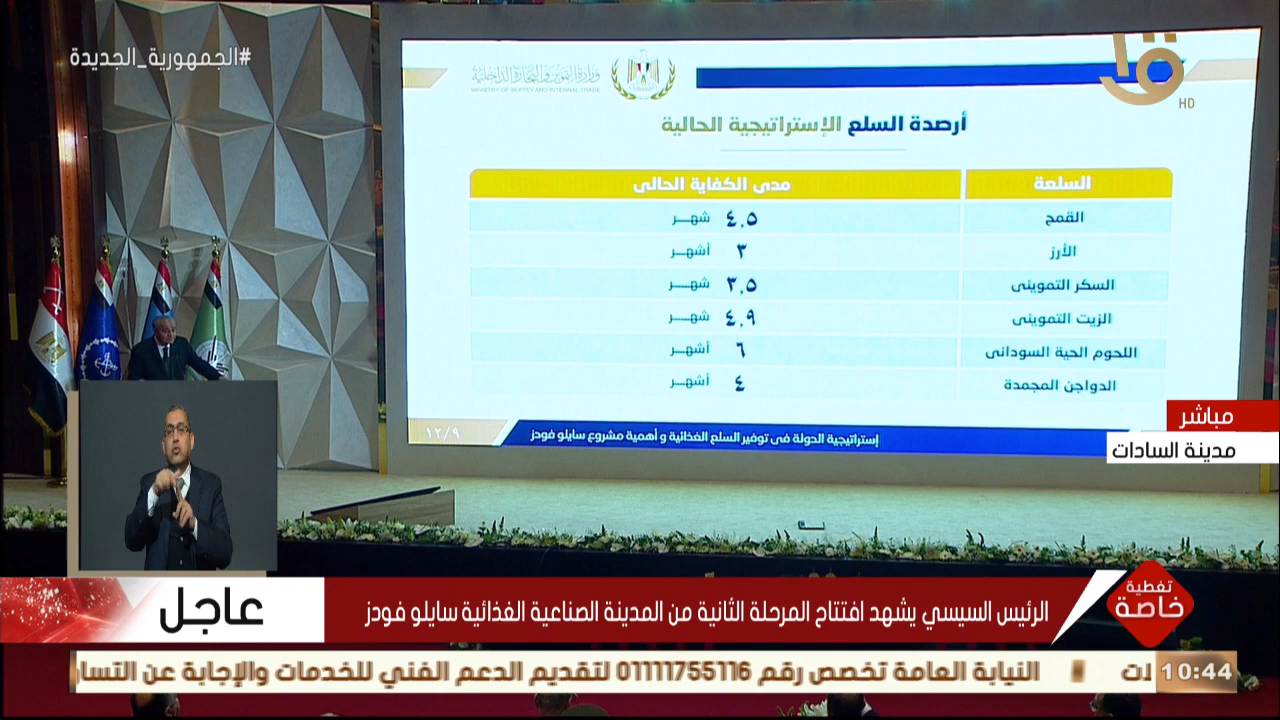 #الجمهورية_الجديدة
وزارة التموين والتجارة الداخلية
MINISTRY OF SUPPLY AND INTERNAL TRADE
HD
أرصدة السلع الإستراتيجية الحالية
السلعة مدى الكفاية الحالى
القمح ٤,٥ شهر
الأرز ٣ أشهر
السكر التموينى ٣,٥ شهر
الزيت التموينى ٤,٩ شهر
اللحوم الحية السودانى ٦ أشهر
الدواجن المجمدة ٤ أشهر
إستراتيجية الدولة فى توفير السلع الغذائية و أهمية مشروع سايلو فودز
١٢/٩
مباشر
مدينة السادات
تغطية
خاصة
الرئيس السيسي يشهد افتتاح المرحلة الثانية من المدينة الصناعية الغذائية سايلو فودز
عاجل
النيابة العامة تخصص رقم 01111755116 لتقديم الدعم الفني للخدمات والإجابة عن التسا
10:44